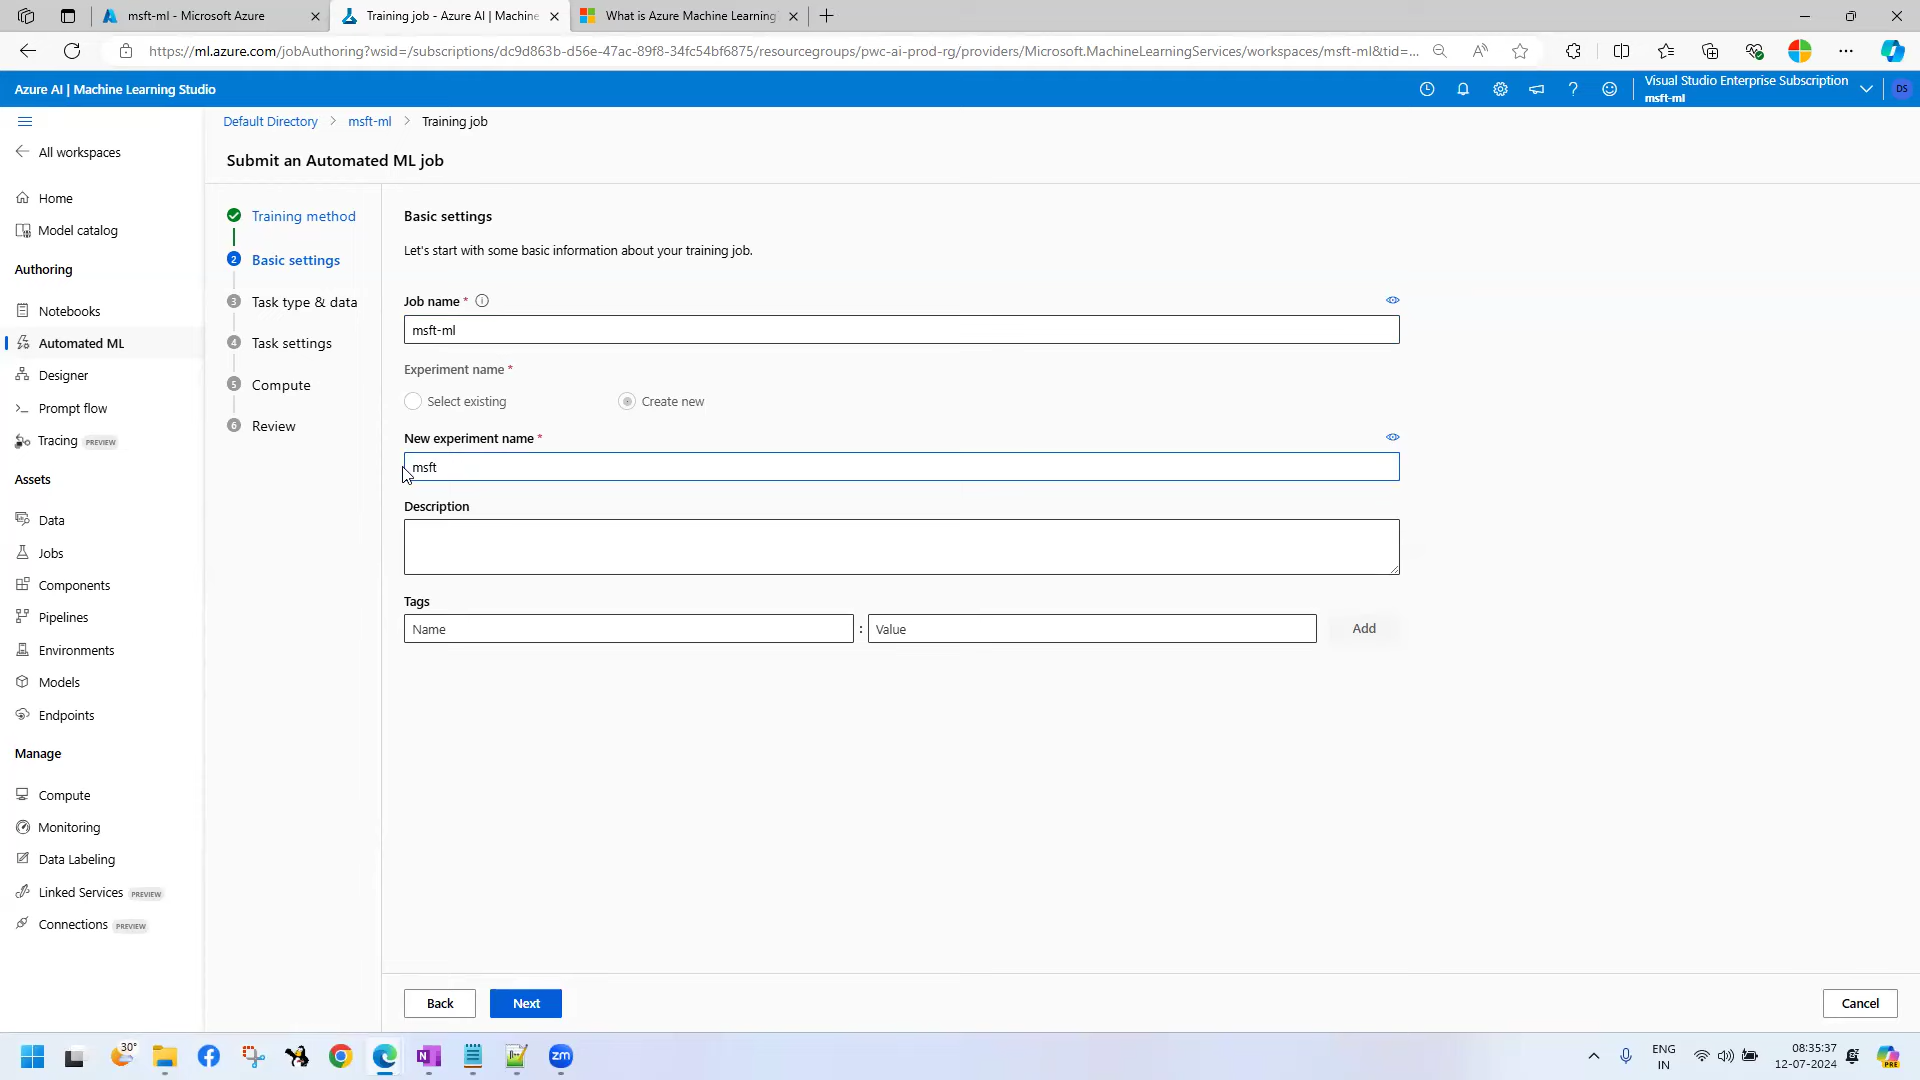 msft-ml - Microsoft Azure
Training job - Azure AI | Machine
What is Azure Machine Learning
https://ml.azure.com/jobAuthoring?wsid=/subscriptions/dc9d863b-d56e-47ac-89f8-34fc54bf6875/resourcegroups/pwc-ai-prod-rg/providers/Microsoft.MachineLearningServices/workspaces/msft-ml&tid=...
Azure AI | Machine Learning Studio
Visual Studio Enterprise Subscription
msft-ml
DS
Default Directory > msft-ml > Training job
All workspaces
Home
Model catalog
Authoring
Notebooks
Automated ML
Designer
Prompt flow
Tracing PREVIEW
Assets
Data
Jobs
Components
Pipelines
Environments
Models
Endpoints
Manage
Compute
Monitoring
Data Labeling
Linked Services PREVIEW
Connections PREVIEW
Submit an Automated ML job
Training method
2 Basic settings
3 Task type & data
4 Task settings
5 Compute
6 Review
Basic settings
Let's start with some basic information about your training job.
Job name *
msft-ml
Experiment name *
Select existing
Create new
New experiment name *
msft
Description
Tags
Name : Value Add
Back
Next
Cancel
30°
zm
ENG
IN
08:35:37
12-07-2024
PRE